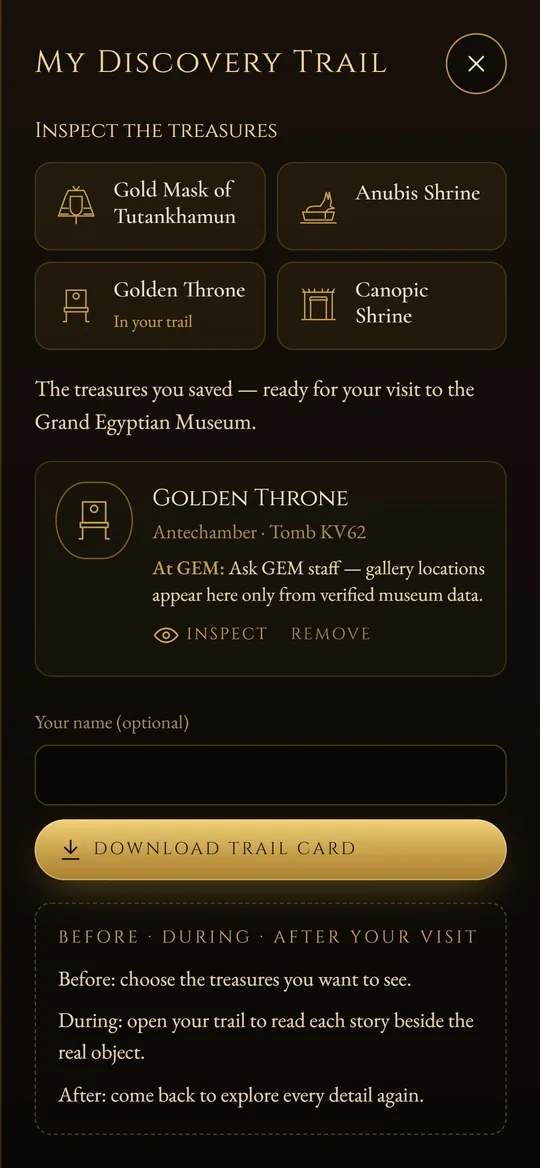 My Discovery Trail
Inspect the treasures
Gold Mask of
Tutankhamun
Anubis Shrine
Golden Throne
In your trail
Canopic
Shrine
The treasures you saved — ready for your visit to the
Grand Egyptian Museum.
Golden Throne
Antechamber · Tomb KV62
At GEM: Ask GEM staff — gallery locations
appear here only from verified museum data.
INSPECT
REMOVE
Your name (optional)
DOWNLOAD TRAIL CARD
BEFORE · DURING · AFTER YOUR VISIT
Before: choose the treasures you want to see.
During: open your trail to read each story beside the
real object.
After: come back to explore every detail again.